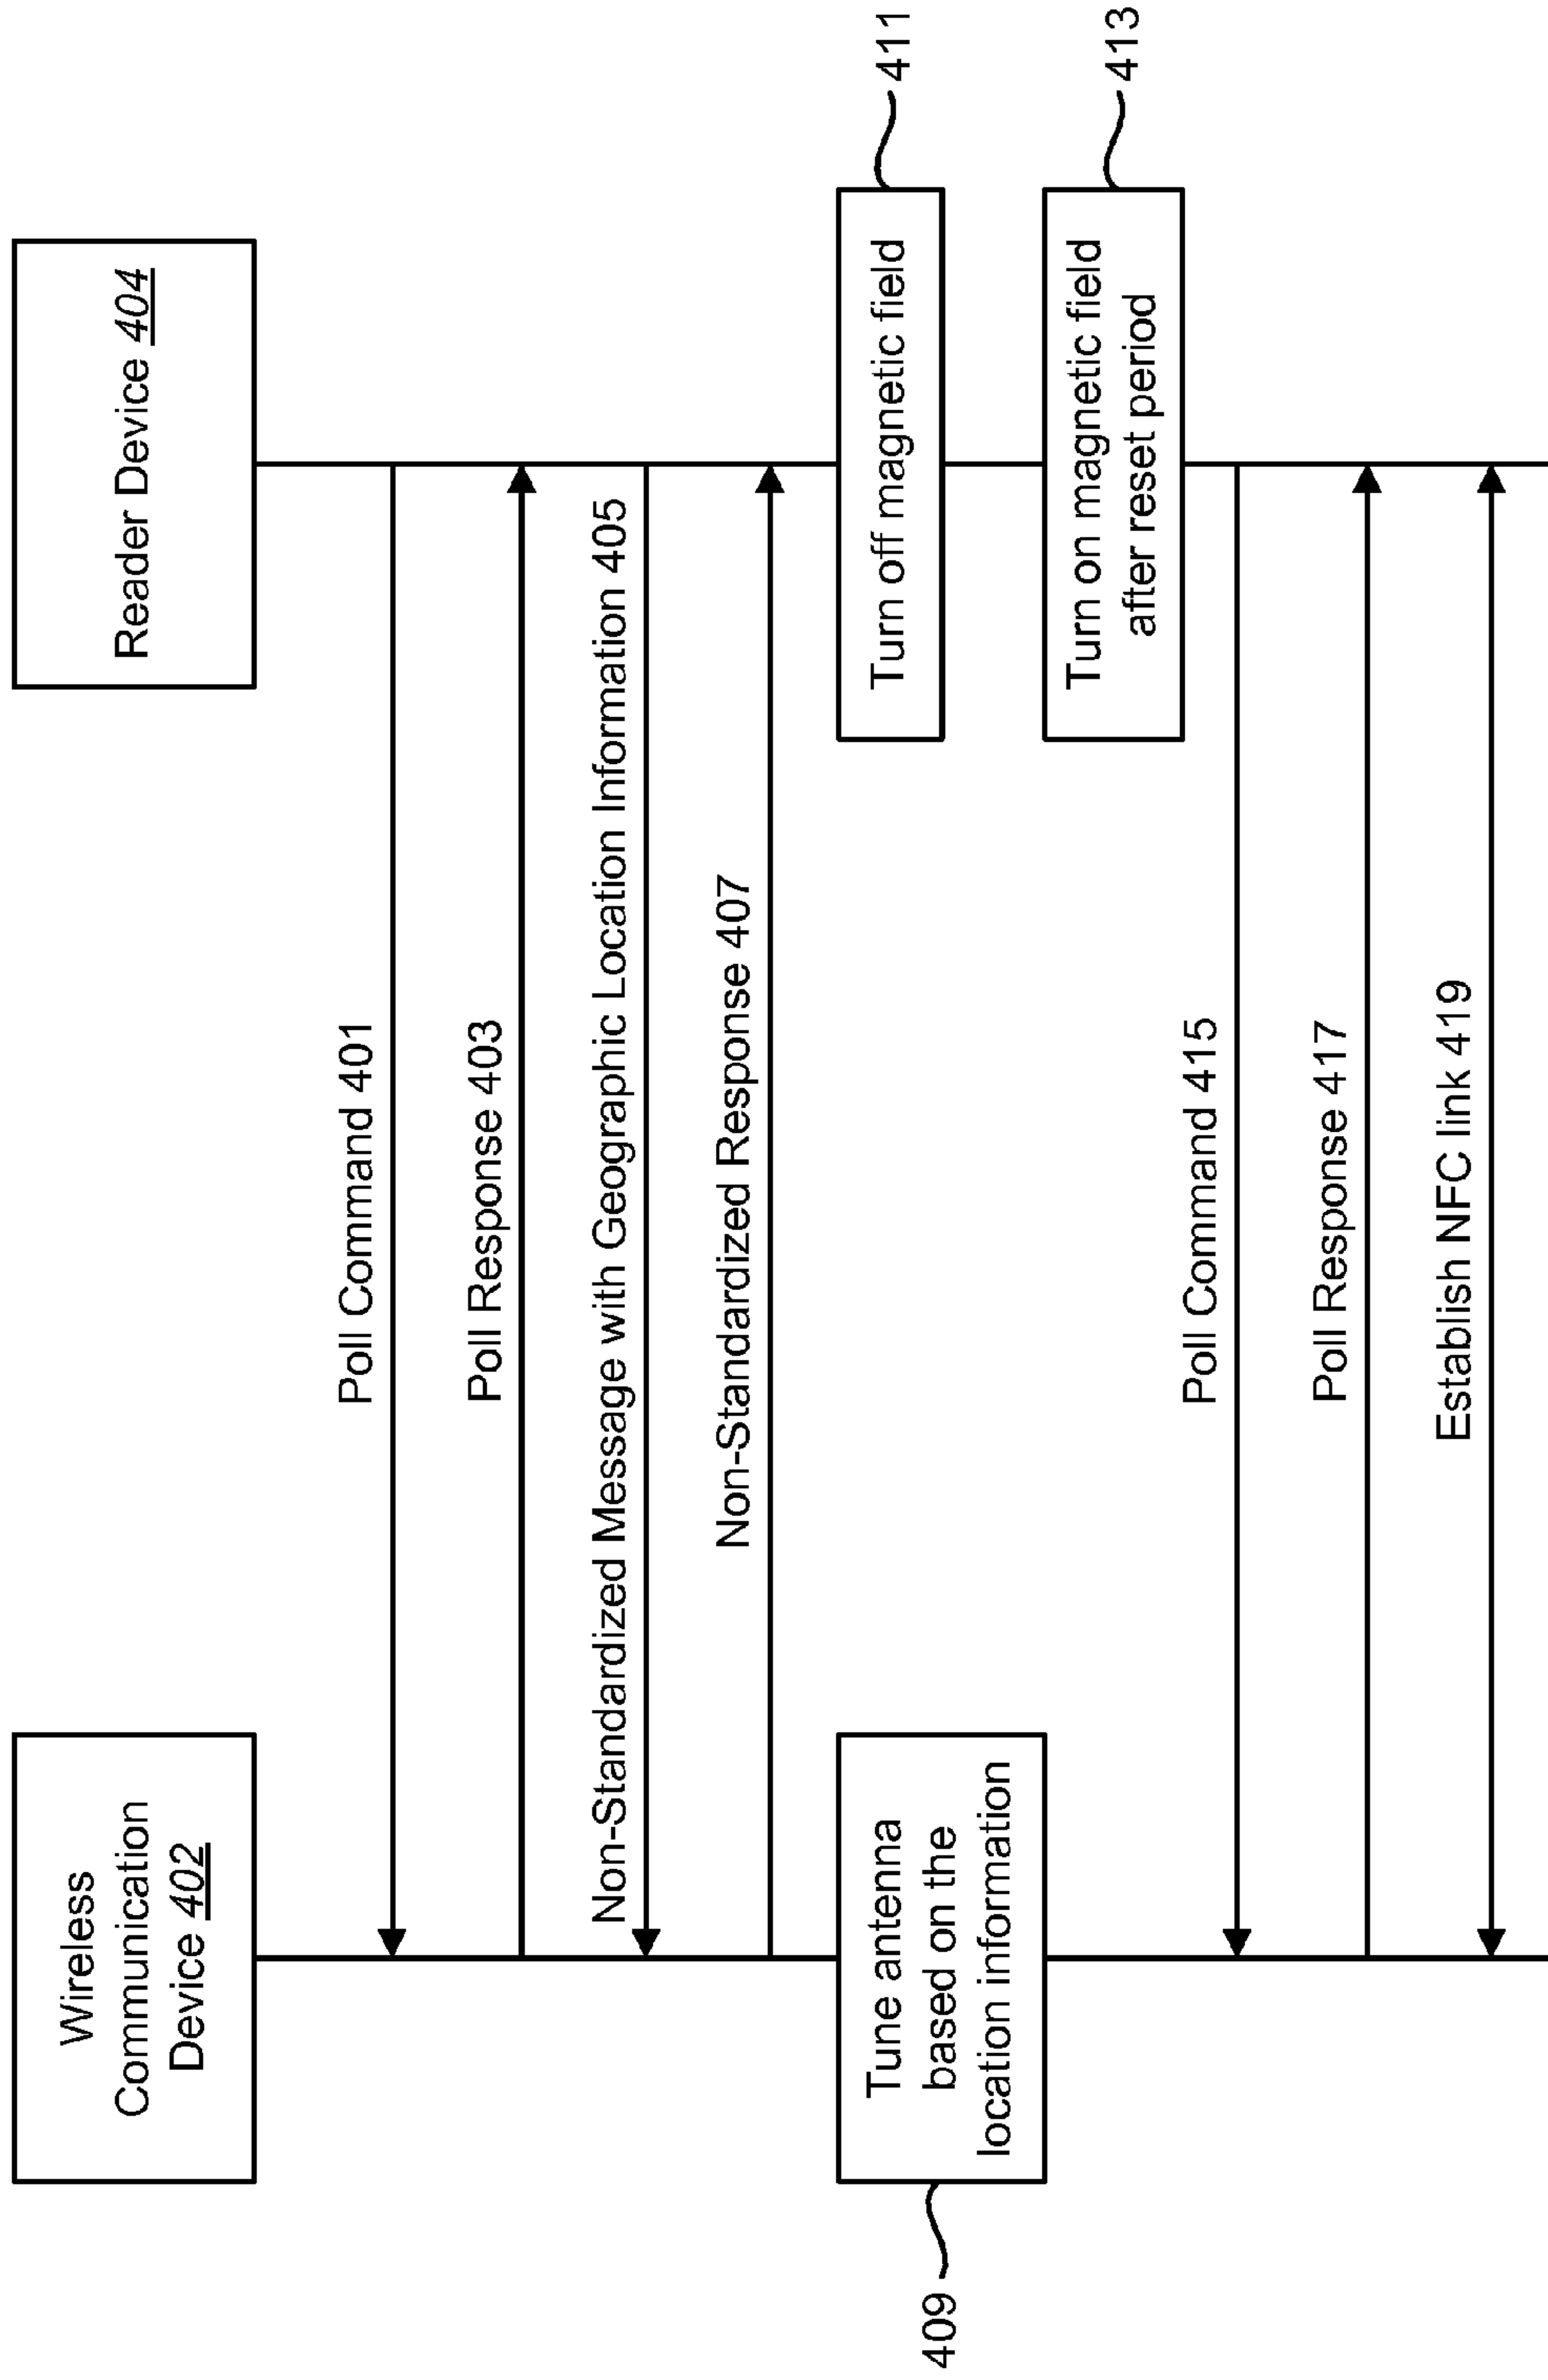 Wireless
Communication
Device 402
Reader Device 404
Poll Command 401
Poll Response 403
Non-Standardized Message with Geographic Location Information 405
Non-Standardized Response 407
Tune antenna
based on the
location information
409
Turn off magnetic field
411
Turn on magnetic field
after reset period
413
Poll Command 415
Poll Response 417
Establish NFC link 419